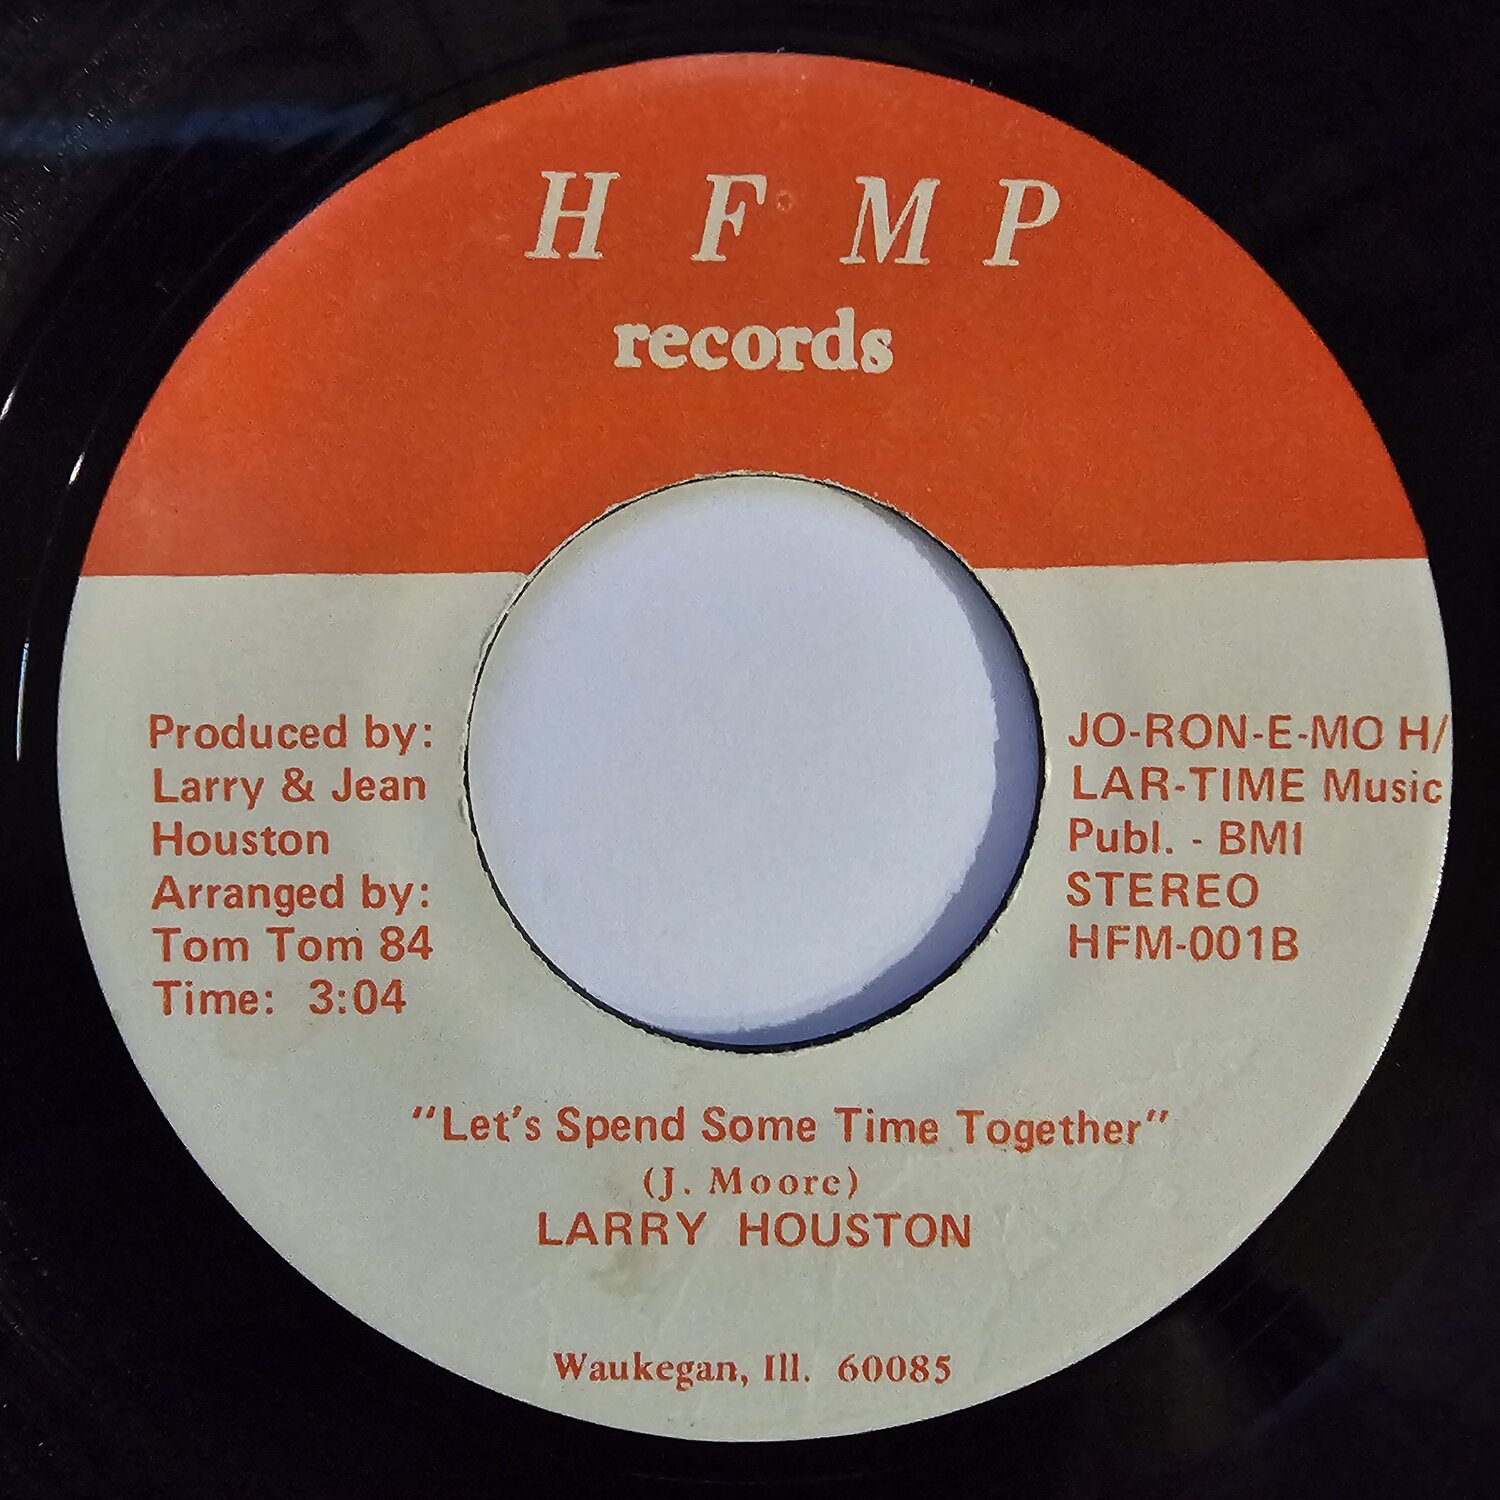 H F M P
records
Produced by:
Larry & Jean
Houston
Arranged by:
Tom Tom 84
Time: 3:04
JO-RON-E-MO H/
LAR-TIME Music
Publ. - BMI
STEREO
HFM-001B
"Let's Spend Some Time Together"
(J. Moore)
LARRY HOUSTON
Waukegan, Ill. 60085